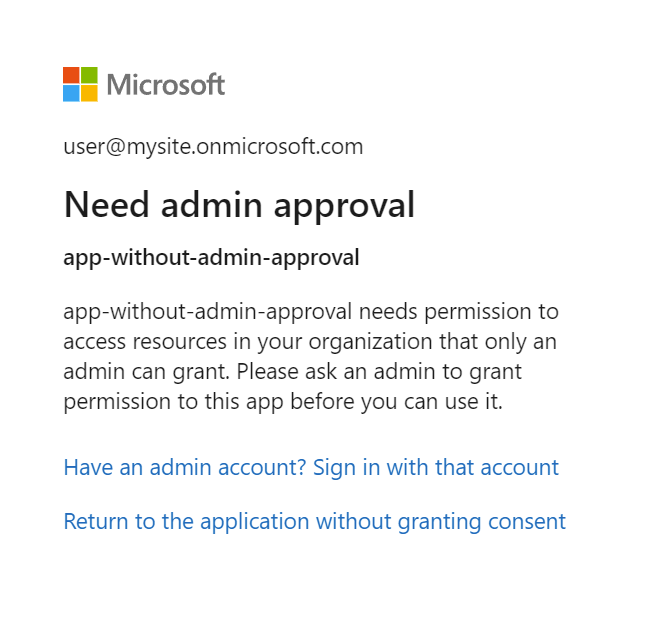 Microsoft
user@mysite.onmicrosoft.com
Need admin approval
app-without-admin-approval
app-without-admin-approval needs permission to
access resources in your organization that only an
admin can grant. Please ask an admin to grant
permission to this app before you can use it.
Have an admin account? Sign in with that account
Return to the application without granting consent